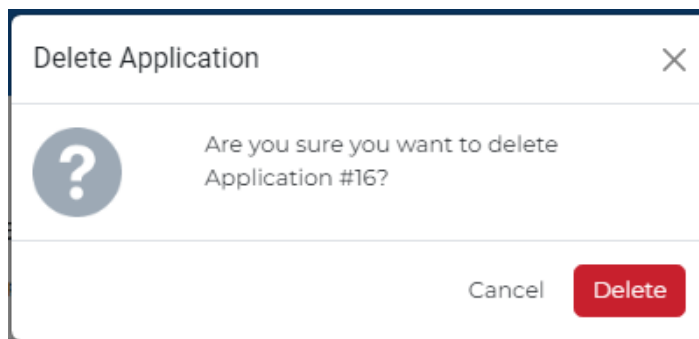 Delete Application
Are you sure you want to delete
Application #16?
Cancel
Delete